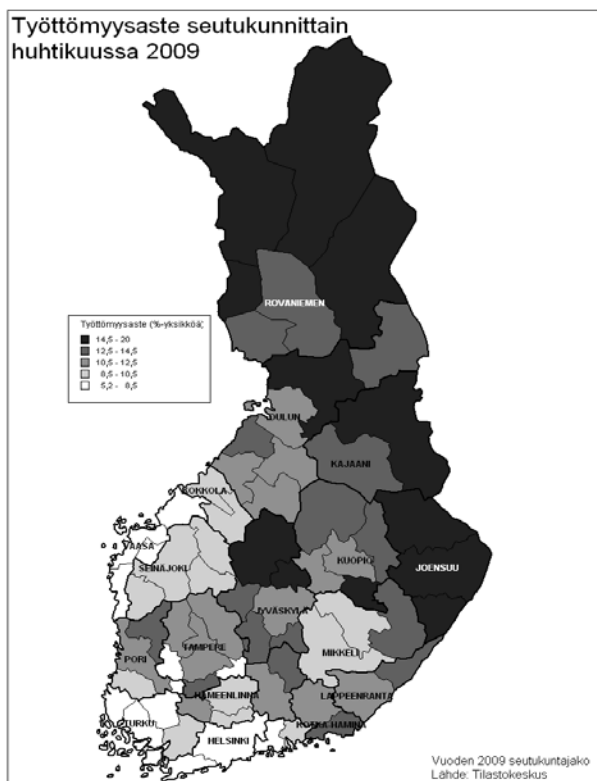 Työttömyysaste seutukunnittain
huhtikuussa 2009
ROVANIEMEN
Työttömyysaste (%-yksikköä)
14,5 - 20
12,5 - 14,5
10,5 - 12,5
8,5 - 10,5
5,2 - 8,5
OULUN
KAJAANI
KOKKOLA
VAASA
SEINÄJOKI
KUOPIO
JOENSUU
JYVÄSKYLÄ
TAMPERE
MIKKELI
PORI
HÄMEENLINNA
LAPPEENRANTA
TURKU
KOTKA-HAMINA
HELSINKI
Vuoden 2009 seutukuntajako
Lähde: Tilastokeskus